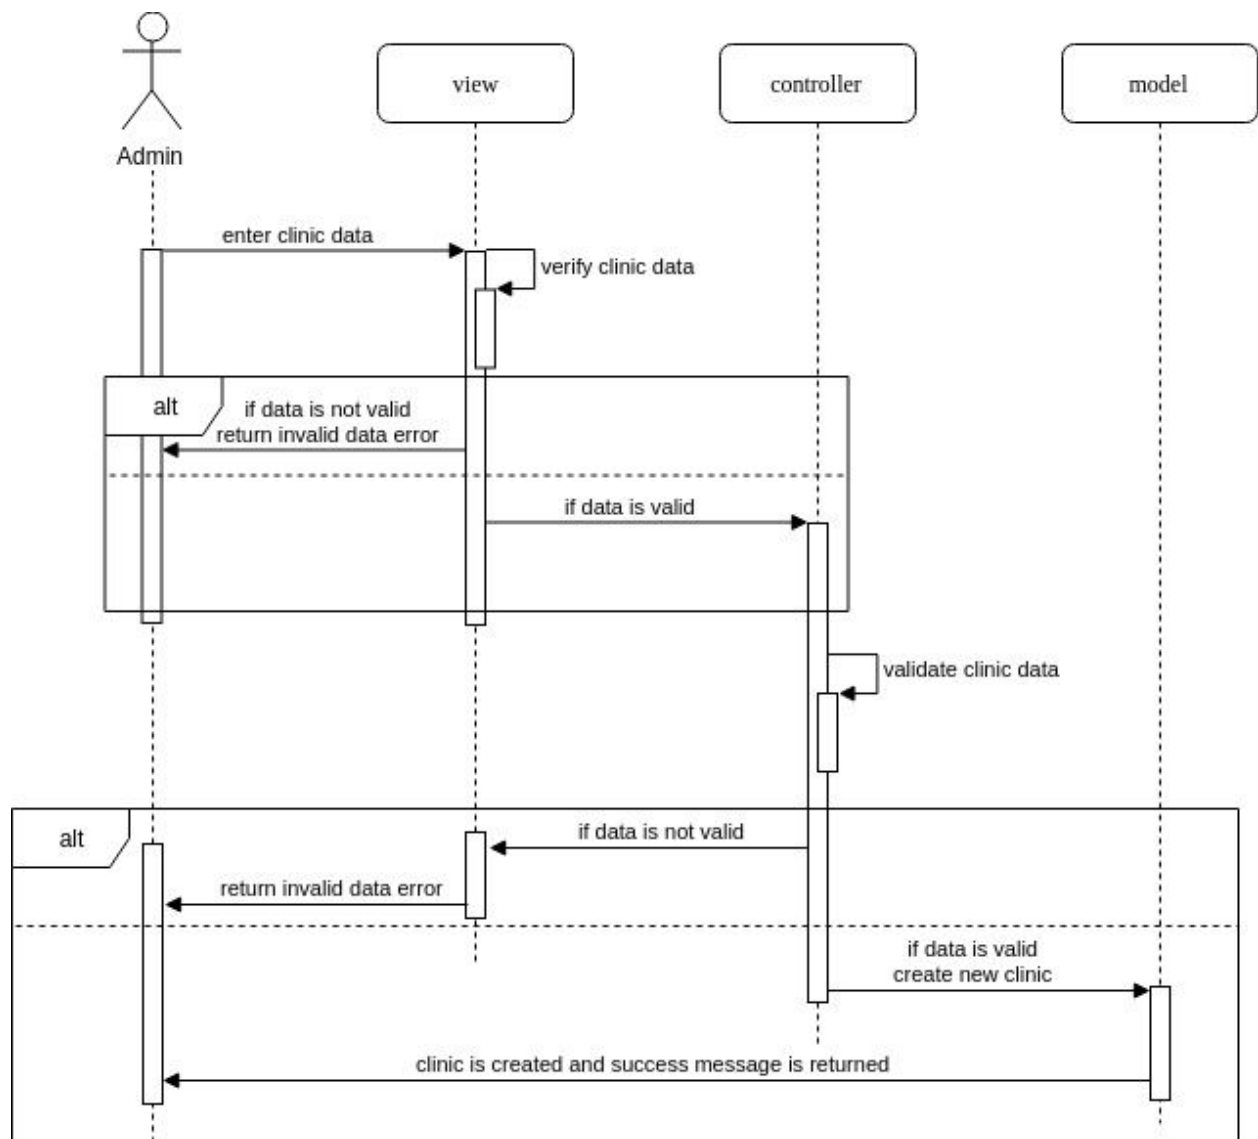 view
controller
model
Admin
enter clinic data
verify clinic data
alt
if data is not valid
return invalid data error
if data is valid
validate clinic data
alt
if data is not valid
return invalid data error
if data is valid
create new clinic
clinic is created and success message is returned